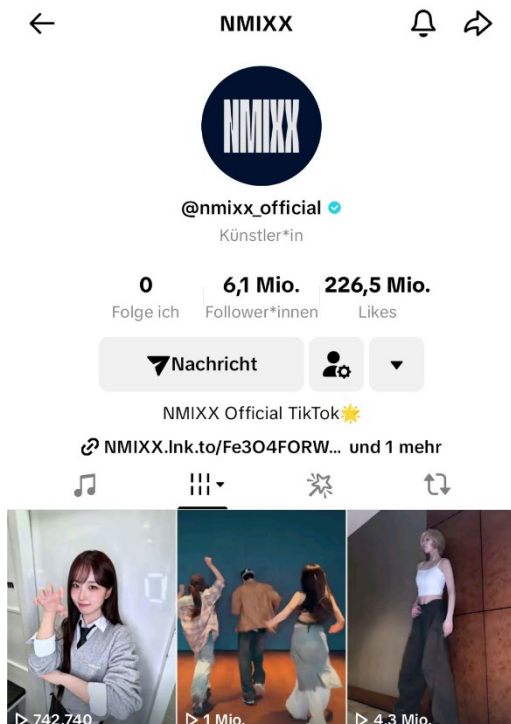 NMIXX
NMIXX
@nmixx_official
Künstler*in
0 6,1 Mio. 226,5 Mio.
Folge ich Follower*innen Likes
Nachricht
NMIXX Official TikTok🌟
NMIXX.lnk.to/Fe3O4FORW... und 1 mehr
742.740 1 Mio. 4,3 Mio.